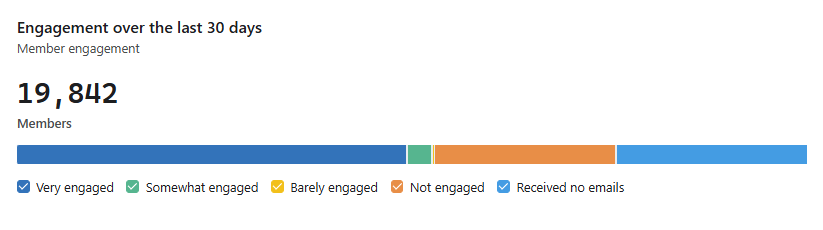 Engagement over the last 30 days
Member engagement
19,842
Members
Very engaged Somewhat engaged Barely engaged Not engaged Received no emails